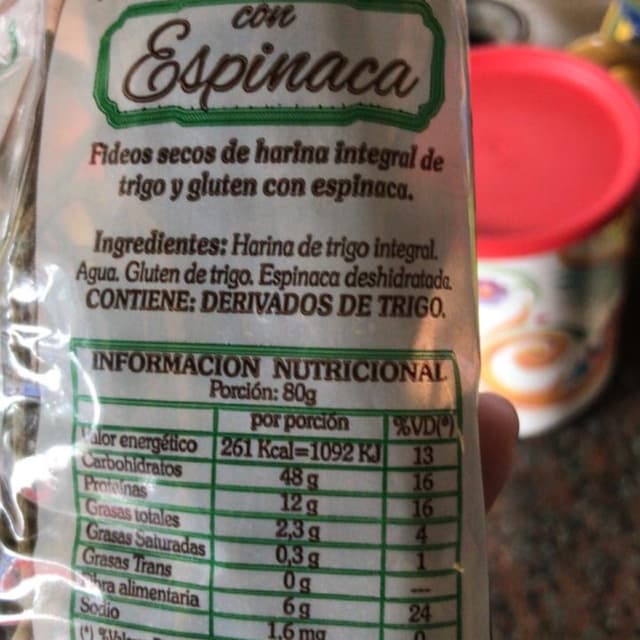 con
Espinaca
Fideos secos de harina integral de
trigo y gluten con espinaca.
Ingredientes: Harina de trigo integral.
Agua. Gluten de trigo. Espinaca deshidratada.
CONTIENE: DERIVADOS DE TRIGO.
INFORMACION NUTRICIONAL
Porción: 80g
por porción %VD(*)
Valor energético 261 Kcal=1092 KJ 13
Carbohidratos 48 g 16
Proteínas 12 g 16
Grasas totales 2,3 g 4
Grasas Saturadas 0,3 g 1
Grasas Trans 0 g ---
Fibra alimentaria 6 g 24
Sodio 1,6 mg 0